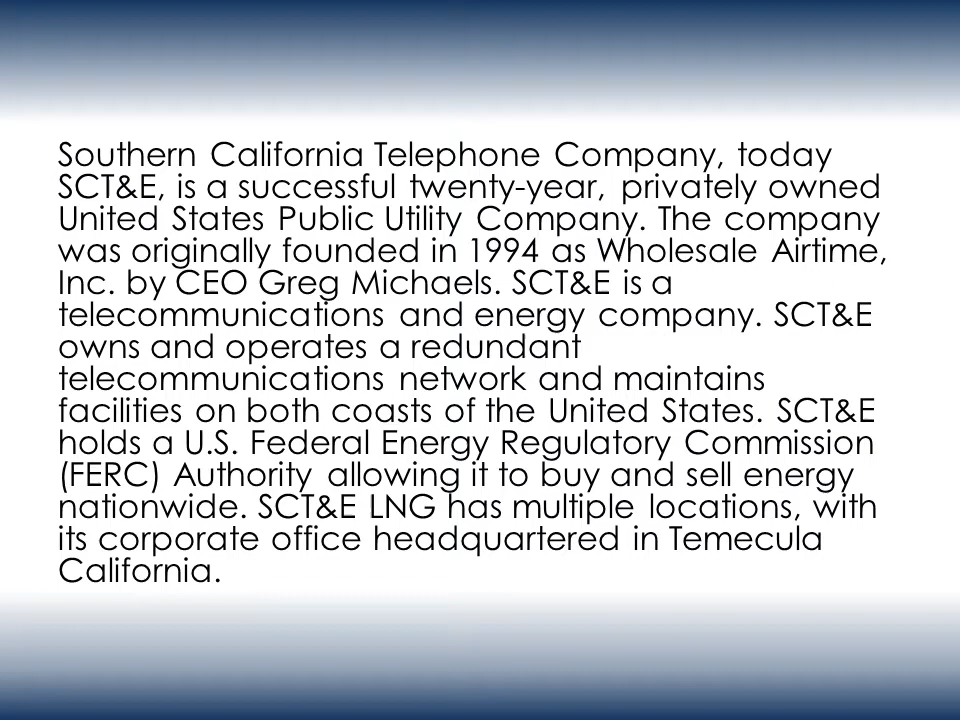 Southern California Telephone Company, today
SCT&E, is a successful twenty-year, privately owned
United States Public Utility Company. The company
was originally founded in 1994 as Wholesale Airtime,
Inc. by CEO Greg Michaels. SCT&E is a
telecommunications and energy company. SCT&E
owns and operates a redundant
telecommunications network and maintains
facilities on both coasts of the United States. SCT&E
holds a U.S. Federal Energy Regulatory Commission
(FERC) Authority allowing it to buy and sell energy
nationwide. SCT&E LNG has multiple locations, with
its corporate office headquartered in Temecula
California.